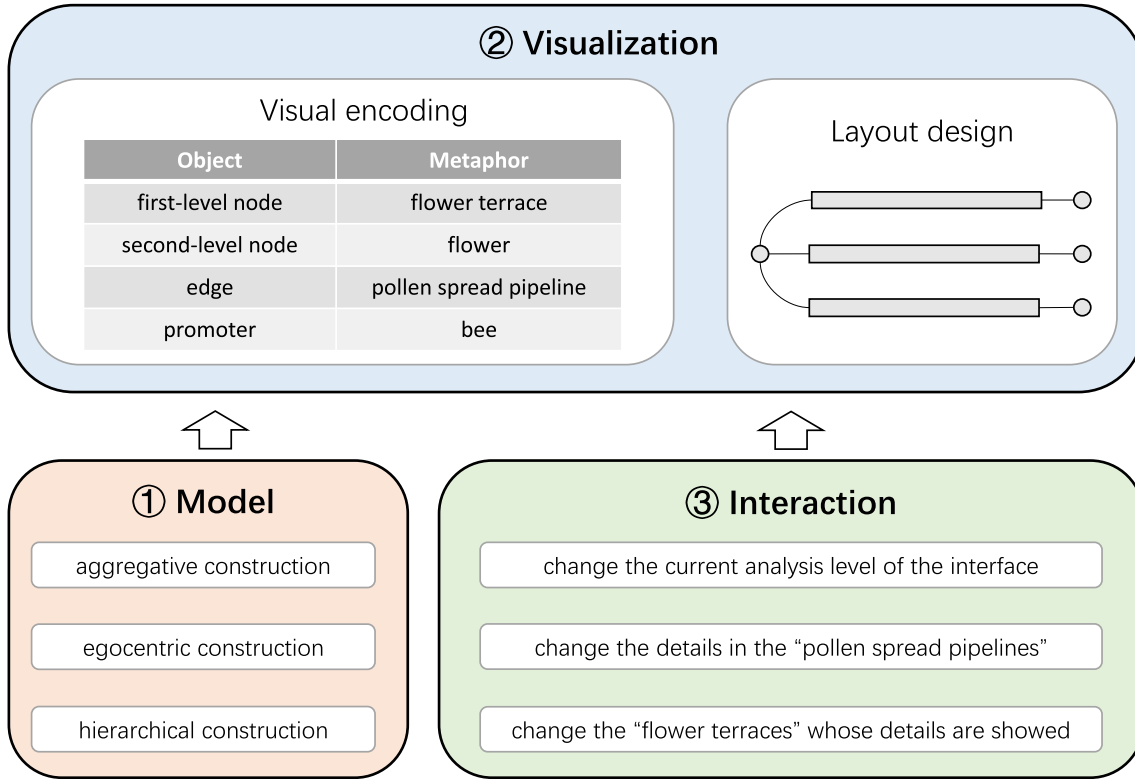 ② Visualization
Visual encoding
Object Metaphor
first-level node flower terrace
second-level node flower
edge pollen spread pipeline
promoter bee
Layout design
① Model
aggregative construction
egocentric construction
hierarchical construction
③ Interaction
change the current analysis level of the interface
change the details in the “pollen spread pipelines”
change the “flower terraces” whose details are showed